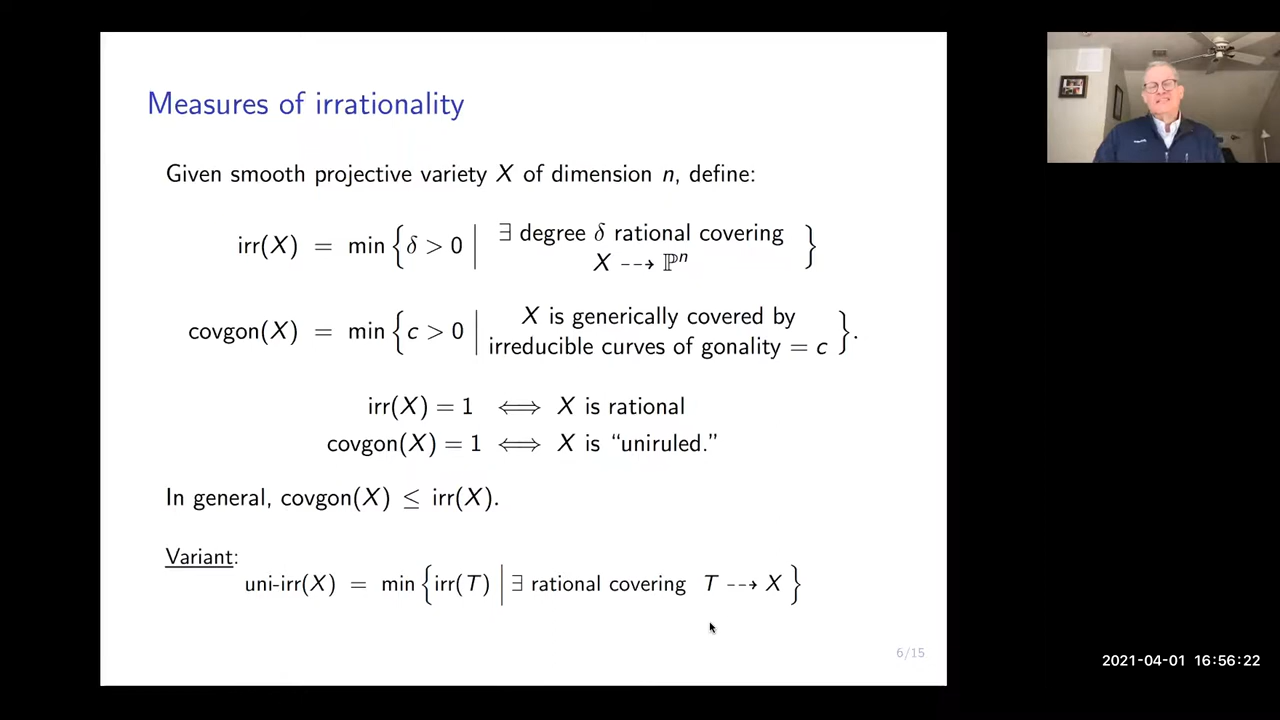 Measures of irrationality
Given smooth projective variety X of dimension n, define:
irr(X) = min { δ > 0 | ∃ degree δ rational covering
X ⇢ ℙⁿ }
covgon(X) = min { c > 0 | X is generically covered by
irreducible curves of gonality = c }.
irr(X) = 1 ⟺ X is rational
covgon(X) = 1 ⟺ X is “uniruled.”
In general, covgon(X) ≤ irr(X).
Variant:
uni-irr(X) = min { irr(T) | ∃ rational covering T ⇢ X }
6/15
2021-04-01 16:56:22